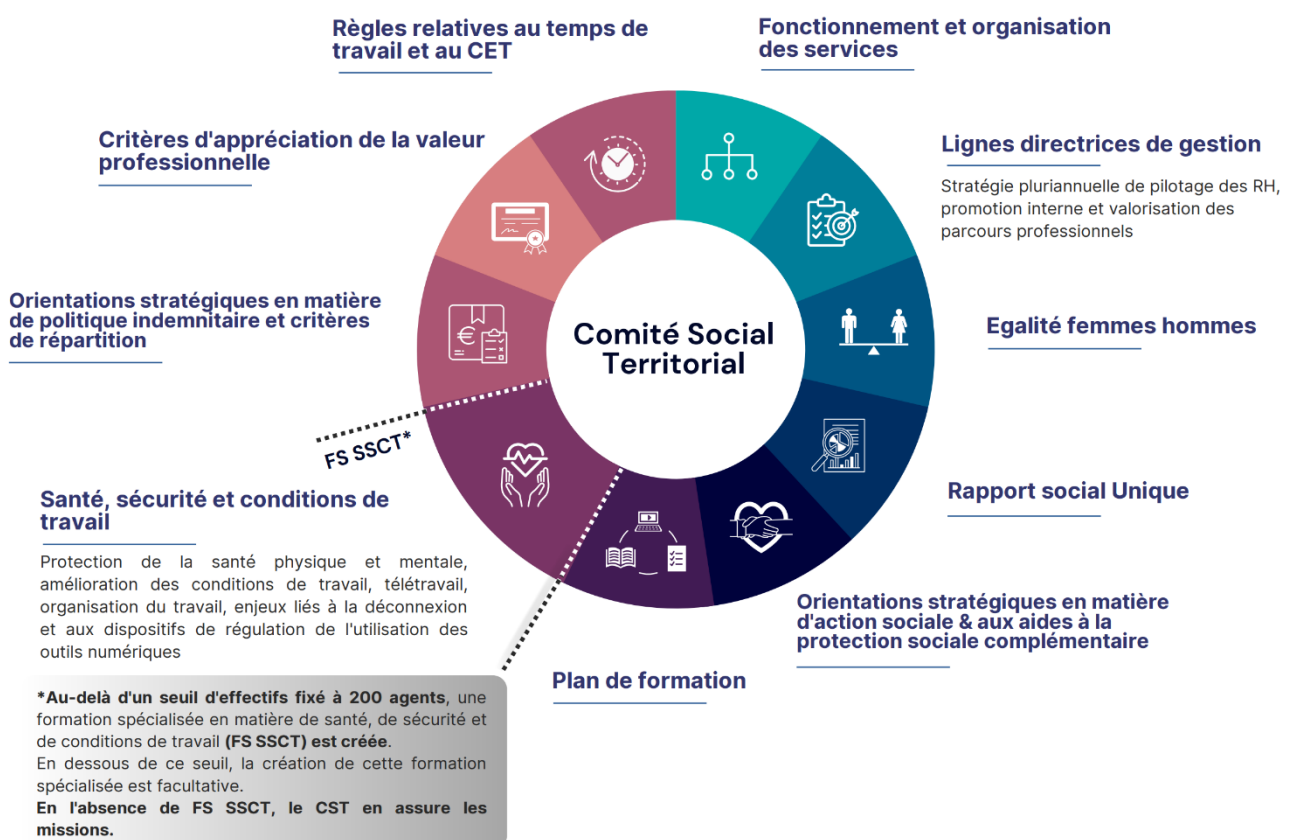 Règles relatives au temps de
travail et au CET
Fonctionnement et organisation
des services
Critères d'appréciation de la valeur
professionnelle
Lignes directrices de gestion
Stratégie pluriannuelle de pilotage des RH,
promotion interne et valorisation des
parcours professionnels
Orientations stratégiques en matière
de politique indemnitaire et critères
de répartition
Comité Social
Territorial
Egalité femmes hommes
FS SSCT*
Santé, sécurité et conditions de
travail
Protection de la santé physique et mentale,
amélioration des conditions de travail, télétravail,
organisation du travail, enjeux liés à la déconnexion
et aux dispositifs de régulation de l'utilisation des
outils numériques
Rapport social Unique
Orientations stratégiques en matière
d'action sociale & aux aides à la
protection sociale complémentaire
Plan de formation
*Au-delà d'un seuil d'effectifs fixé à 200 agents, une
formation spécialisée en matière de santé, de sécurité et
de conditions de travail (FS SSCT) est créée.
En dessous de ce seuil, la création de cette formation
spécialisée est facultative.
En l'absence de FS SSCT, le CST en assure les
missions.